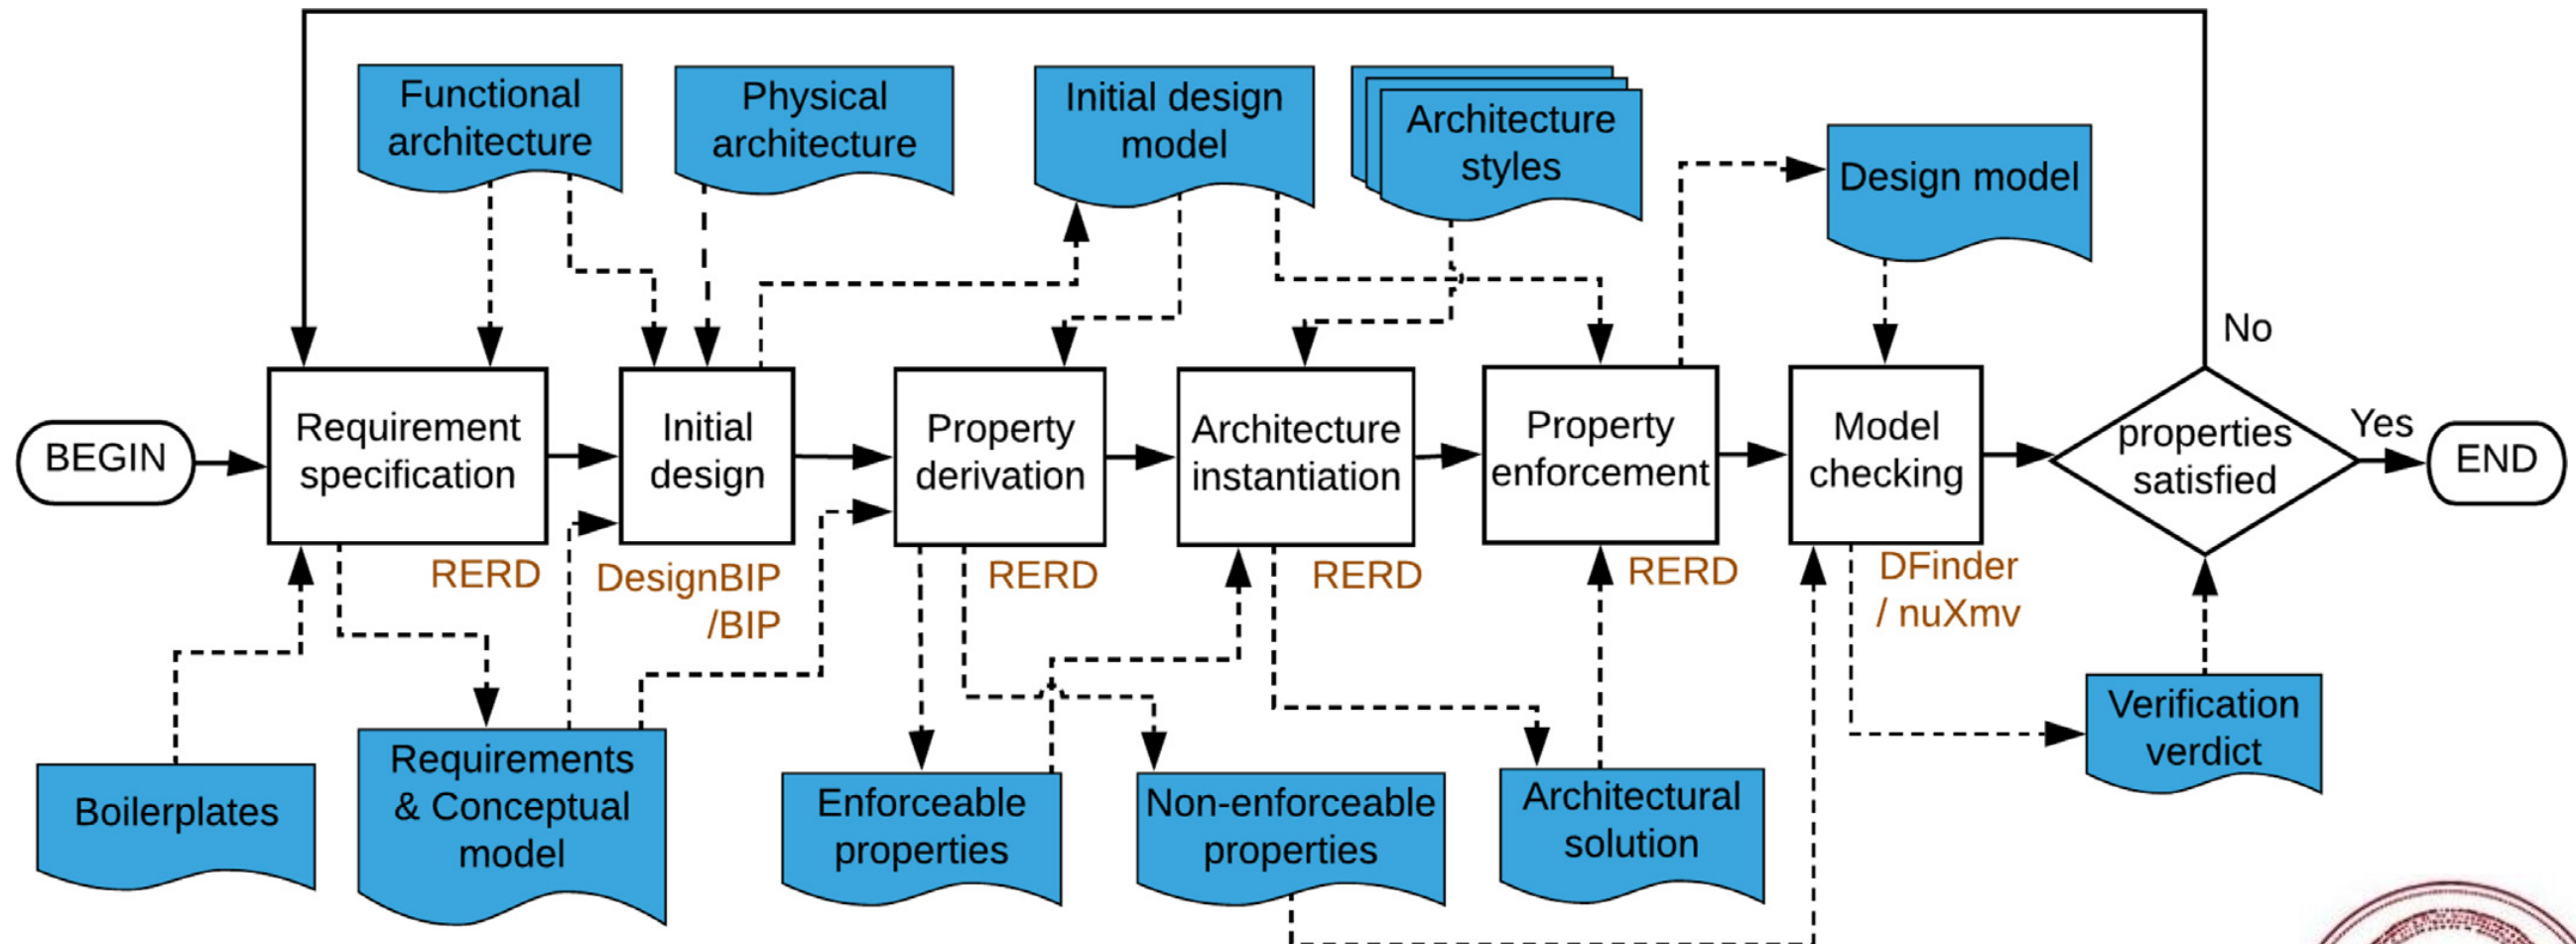 Functional
architecture
Physical
architecture
Initial design
model
Architecture
styles
Design model
No
BEGIN
Requirement
specification
Initial
design
Property
derivation
Architecture
instantiation
Property
enforcement
Model
checking
properties
satisfied
Yes
END
RERD
DesignBIP
/BIP
RERD
RERD
RERD
DFinder
/ nuXmv
Boilerplates
Requirements
& Conceptual
model
Enforceable
properties
Non-enforceable
properties
Architectural
solution
Verification
verdict